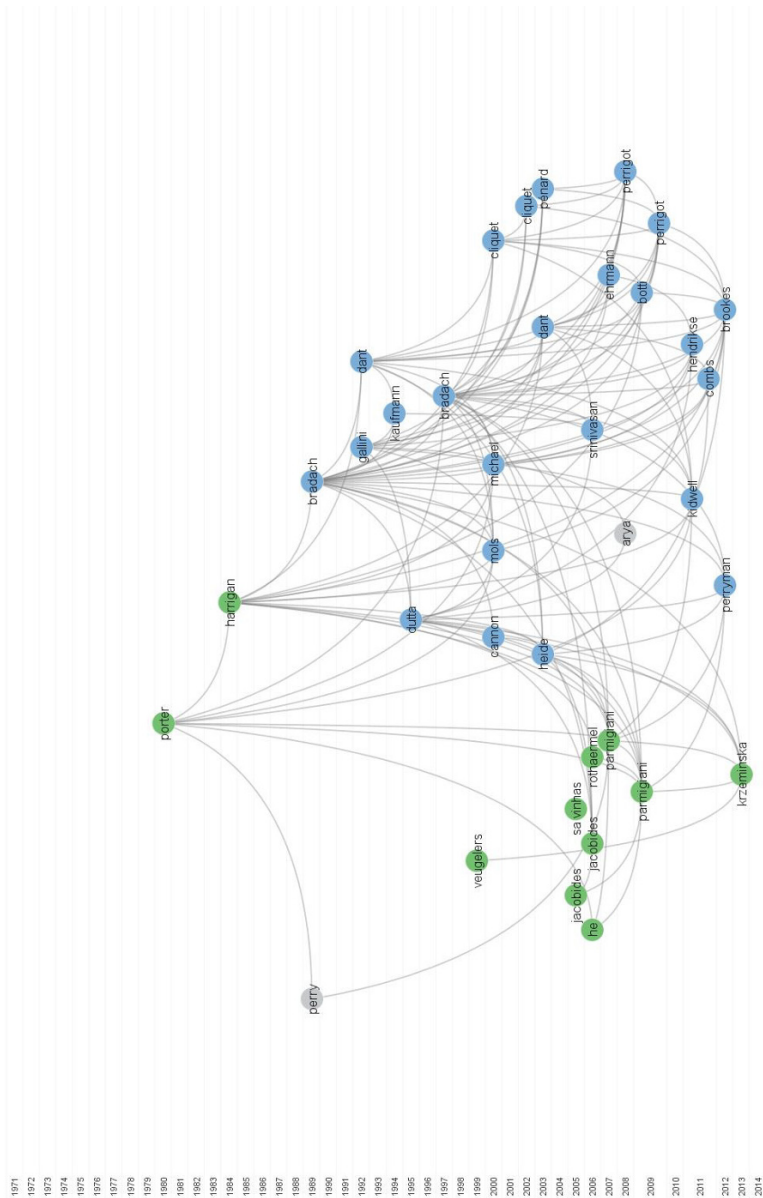 porter
harrigan
perry
bradach
gallini
dant
kaufmann
dutta
bradach
veugelers
cannon
mols
michael
cliquet
cliquet
heide
dant
penard
jacobides
sa vinhas
he
jacobides
rothaermel
srinivasan
parmigiani
ehrmann
arya
perrigot
parmigiani
botti
perrigot
kidwell
hendrikse
combs
perryman
brookes
krzeminska
1971
1972
1973
1974
1975
1976
1977
1978
1979
1980
1981
1982
1983
1984
1985
1986
1987
1988
1989
1990
1991
1992
1993
1994
1995
1996
1997
1998
1999
2000
2001
2002
2003
2004
2005
2006
2007
2008
2009
2010
2011
2012
2013
2014